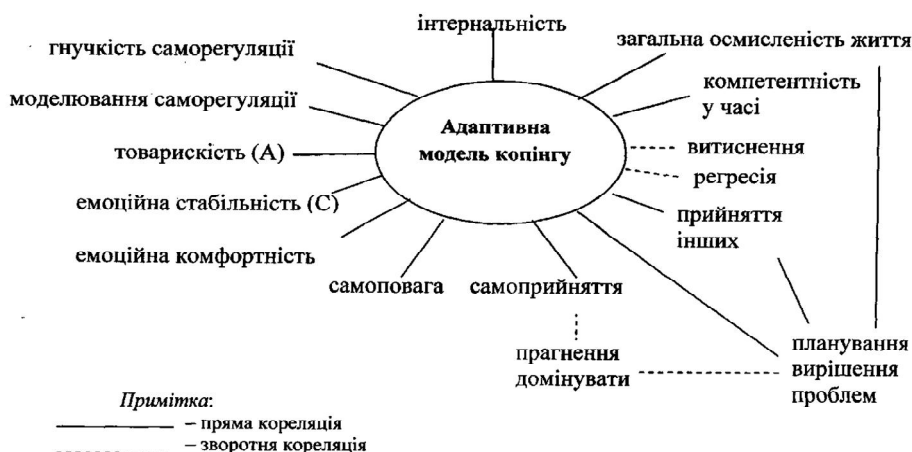 інтернальність
гнучкість саморегуляції
загальна осмисленість життя
моделювання саморегуляції
компетентність
у часі
Адаптивна
модель копінгу
товарискість (А)
витиснення
регресія
емоційна стабільність (С)
прийняття
інших
емоційна комфортність
самоповага
самоприйняття
прагнення
домінувати
планування
вирішення
проблем
Примітка:
– пряма кореляція
– зворотня кореляція